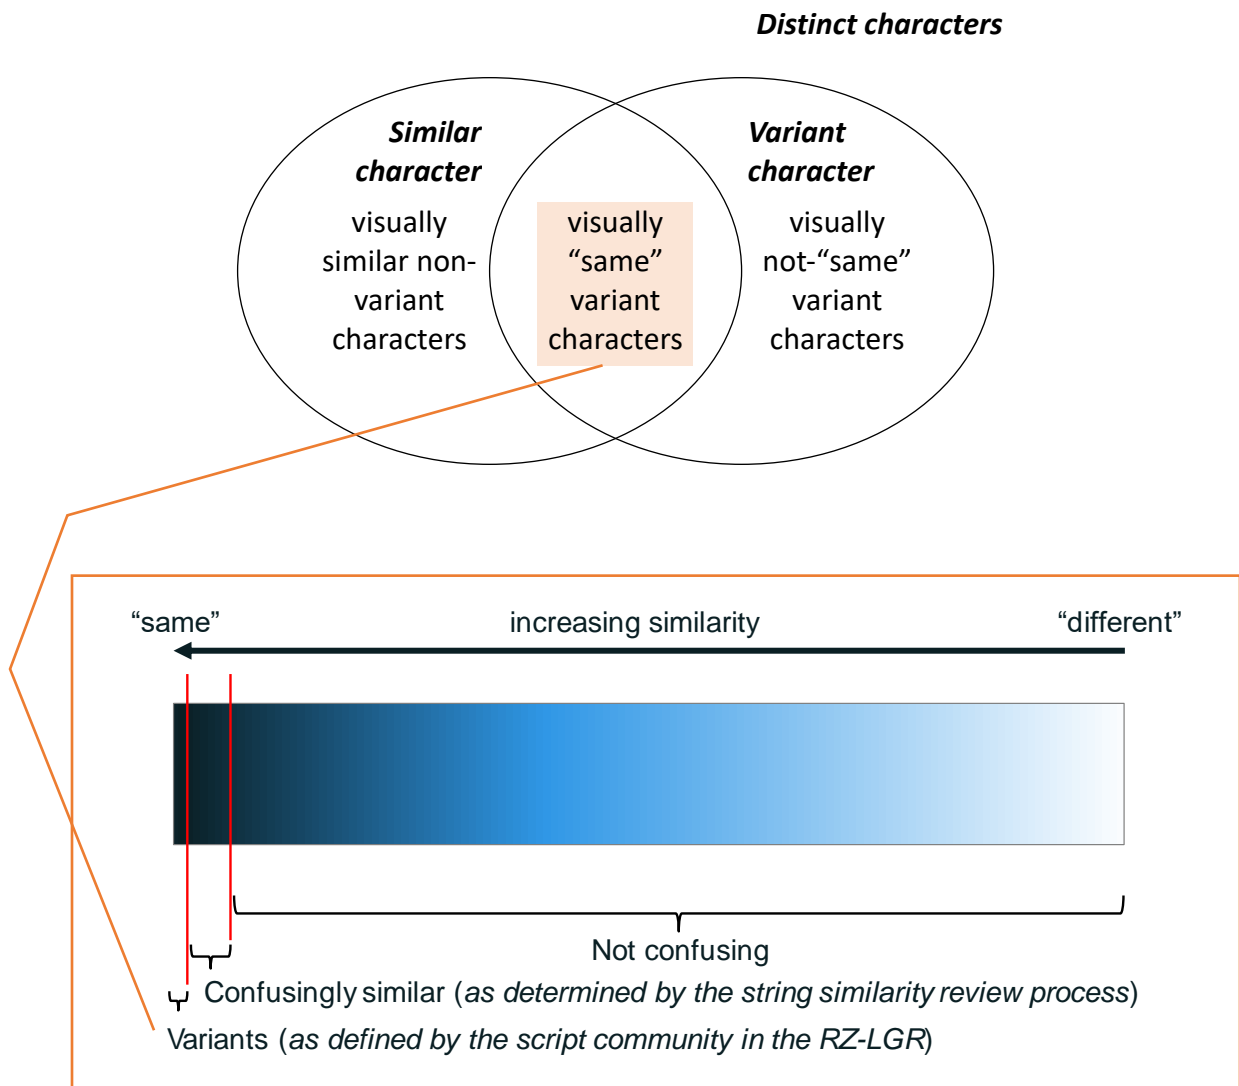 Distinct characters
Similar
character
visually
similar non-
variant
characters
visually
“same”
variant
characters
Variant
character
visually
not-“same”
variant
characters
“same”
increasing similarity
“different”
Not confusing
Confusingly similar (as determined by the string similarity review process)
Variants (as defined by the script community in the RZ-LGR)